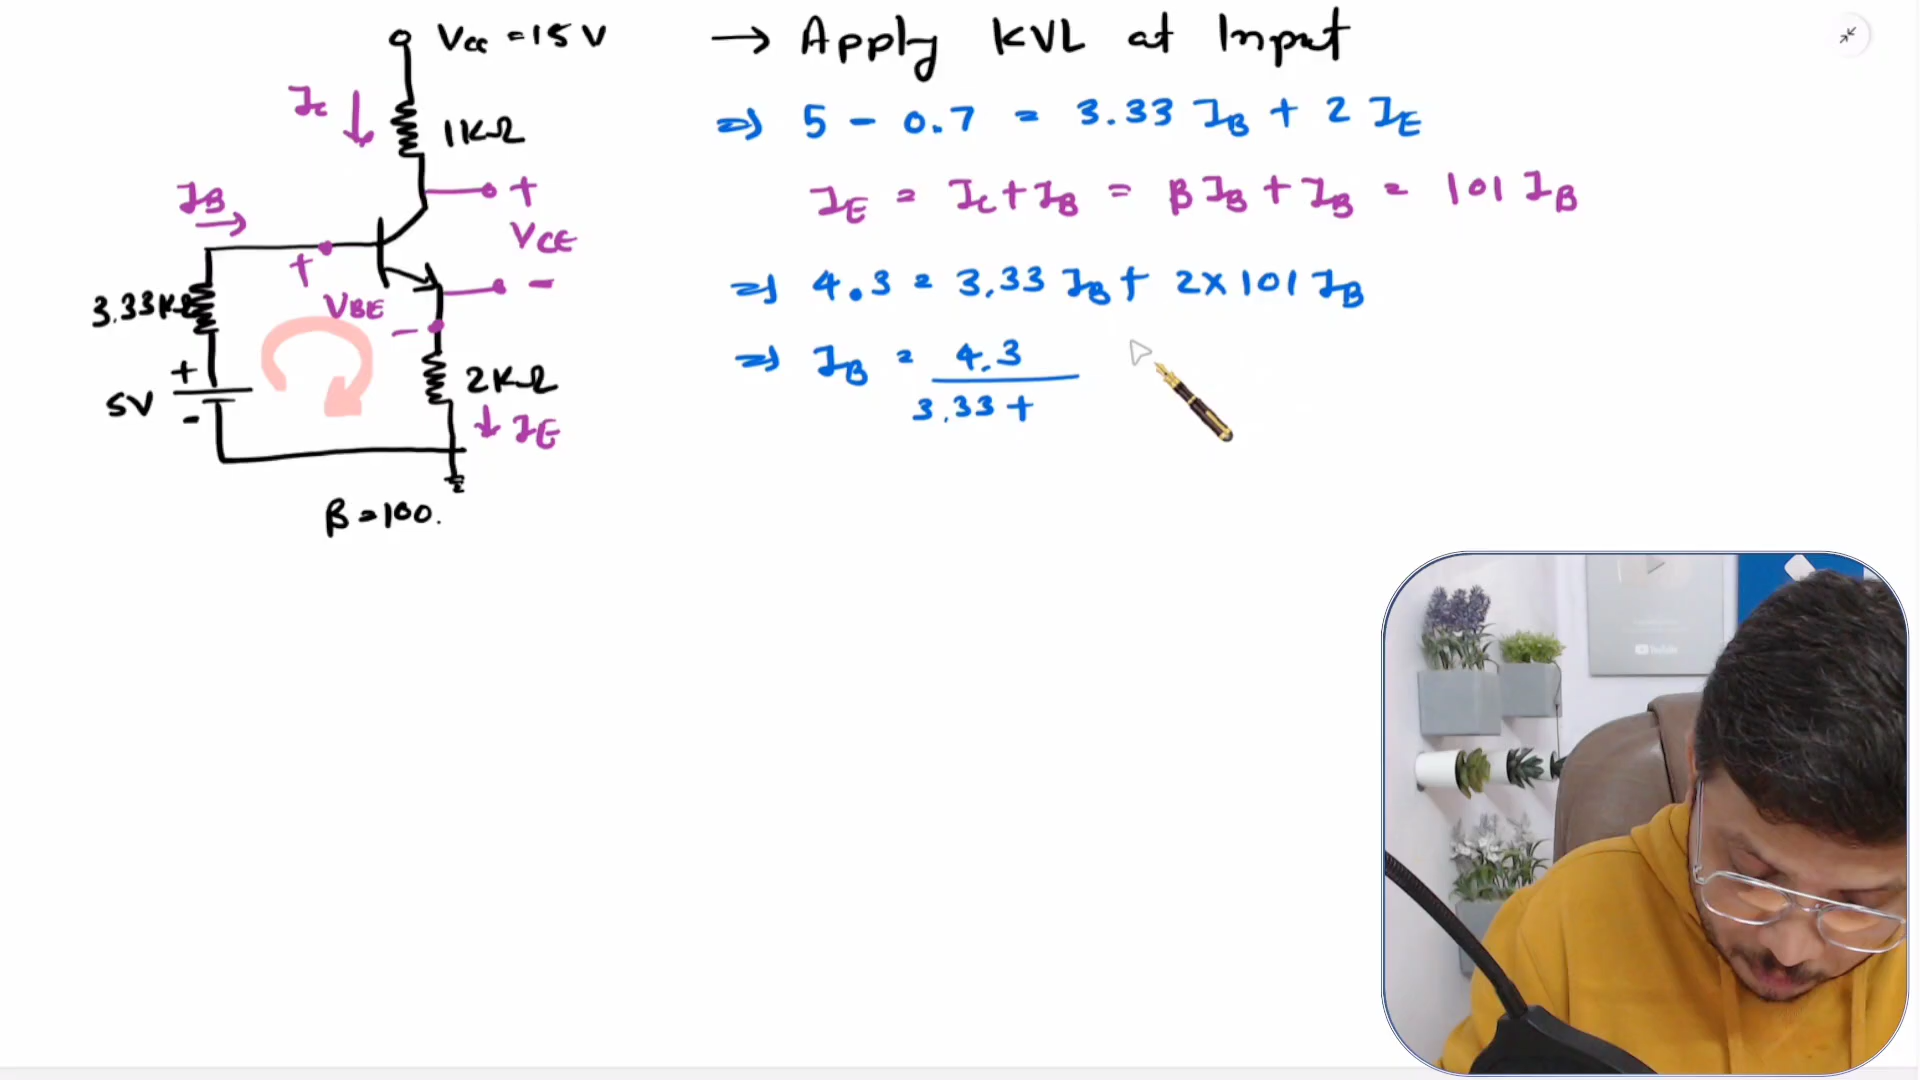 Vcc = 15 V
Ic
1KΩ
IB
+
VCE
-
+
VBE
-
3.33KΩ
+
5V
-
2KΩ
IE
β = 100.
→ Apply KVL at Input
⇒ 5 - 0.7 = 3.33 IB + 2 IE
IE = Ic + IB = β IB + IB = 101 IB
⇒ 4.3 = 3.33 IB + 2 × 101 IB
⇒ IB = 4.3
3.33 +
YouTube